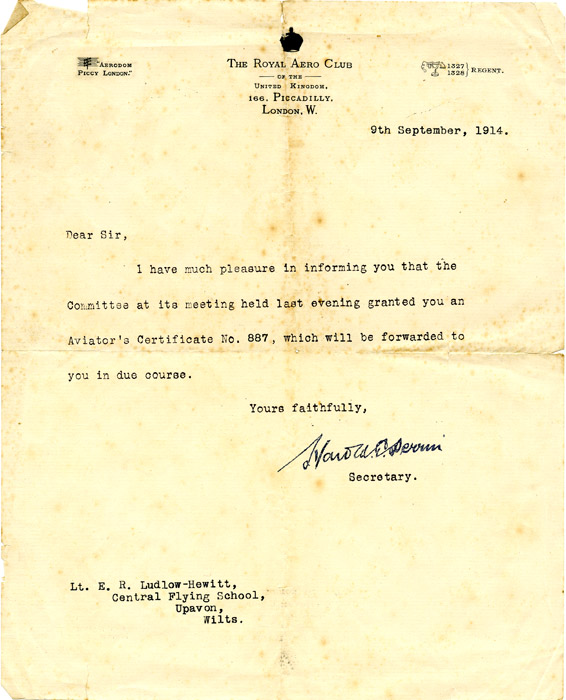 "Aerodom
Piccy London."
The Royal Aero Club
of the
United Kingdom,
166, Piccadilly,
London, W.
1327
1328 } Regent.
9th September, 1914.
Dear Sir,
I have much pleasure in informing you that the
Committee at its meeting held last evening granted you an
Aviator's Certificate No. 887, which will be forwarded to
you in due course.
Yours faithfully,
Harold E. Perrin
Secretary.
Lt. E. R. Ludlow-Hewitt,
Central Flying School,
Upavon,
Wilts.